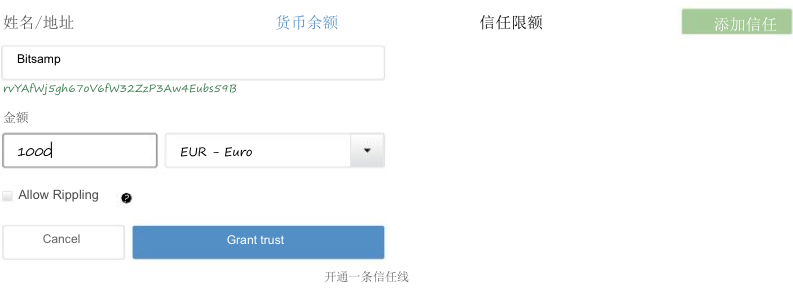 姓名/地址 货币余额 信任限额 添加信任
Bitsamp
rvYAfWj5gh67oV6fW32ZzP3Aw4Eubs59B
金额
1000 EUR - Euro
Allow Rippling ?
Cancel Grant trust
开通一条信任线